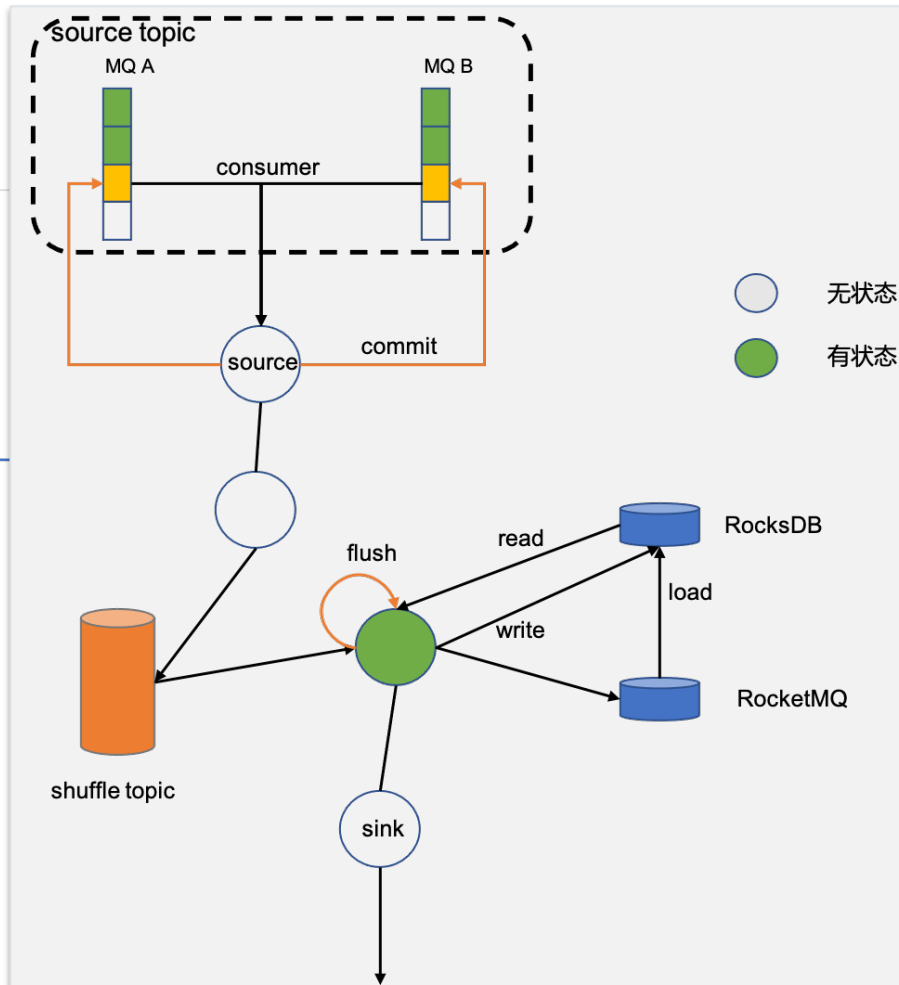 source topic
MQ A
MQ B
consumer
无状态
source
commit
有状态
read
RocksDB
flush
load
write
RocketMQ
shuffle topic
sink